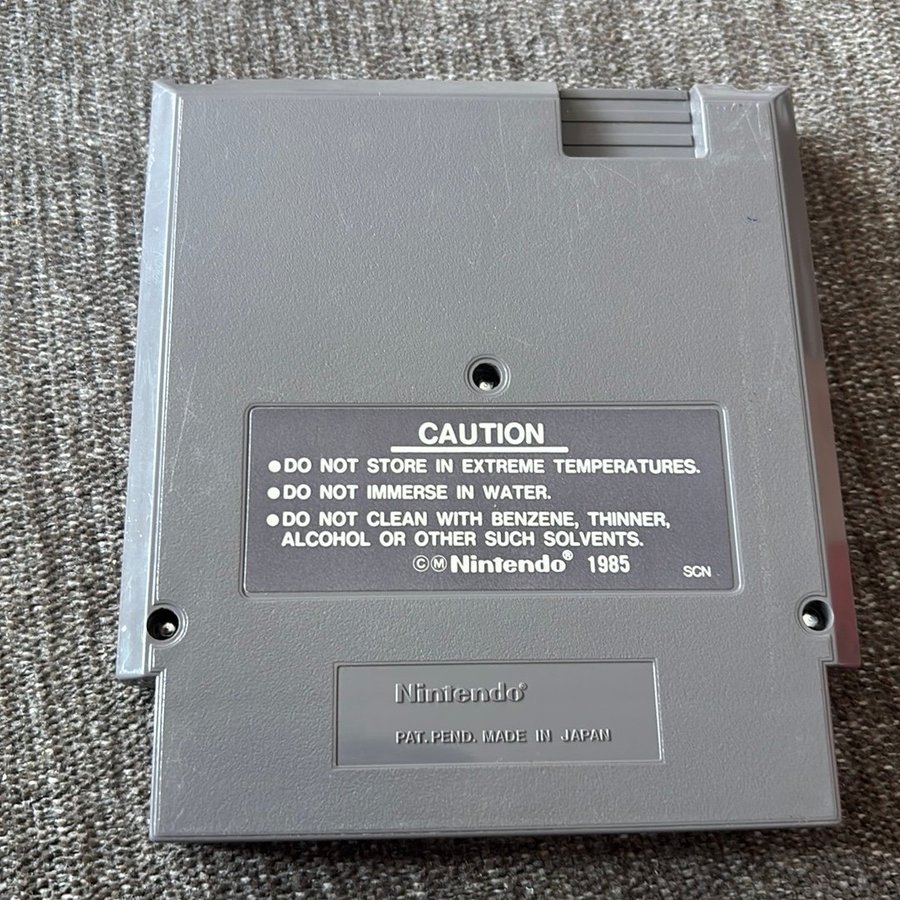 CAUTION
●DO NOT STORE IN EXTREME TEMPERATURES.
●DO NOT IMMERSE IN WATER.
●DO NOT CLEAN WITH BENZENE, THINNER,
ALCOHOL OR OTHER SUCH SOLVENTS.
©Ⓜ Nintendo® 1985
SCN
Nintendo®
PAT. PEND. MADE IN JAPAN